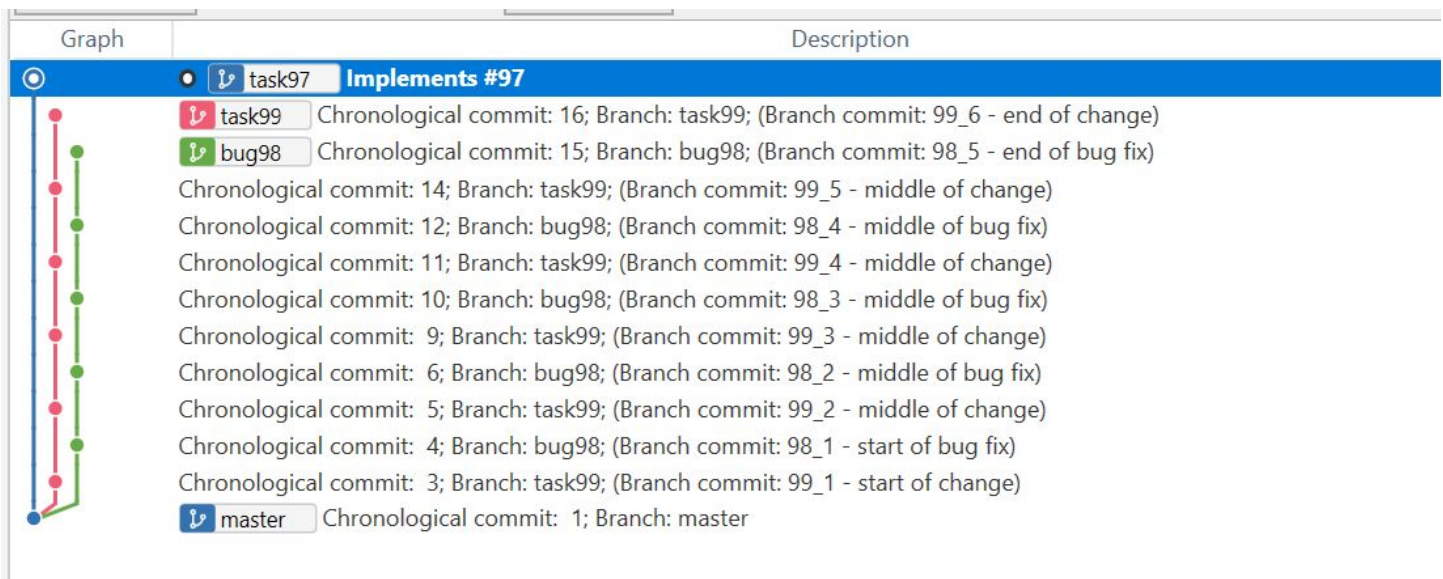 Graph Description
task97 Implements #97
task99 Chronological commit: 16; Branch: task99; (Branch commit: 99_6 - end of change)
bug98 Chronological commit: 15; Branch: bug98; (Branch commit: 98_5 - end of bug fix)
Chronological commit: 14; Branch: task99; (Branch commit: 99_5 - middle of change)
Chronological commit: 12; Branch: bug98; (Branch commit: 98_4 - middle of bug fix)
Chronological commit: 11; Branch: task99; (Branch commit: 99_4 - middle of change)
Chronological commit: 10; Branch: bug98; (Branch commit: 98_3 - middle of bug fix)
Chronological commit:  9; Branch: task99; (Branch commit: 99_3 - middle of change)
Chronological commit:  6; Branch: bug98; (Branch commit: 98_2 - middle of bug fix)
Chronological commit:  5; Branch: task99; (Branch commit: 99_2 - middle of change)
Chronological commit:  4; Branch: bug98; (Branch commit: 98_1 - start of bug fix)
Chronological commit:  3; Branch: task99; (Branch commit: 99_1 - start of change)
master Chronological commit:  1; Branch: master